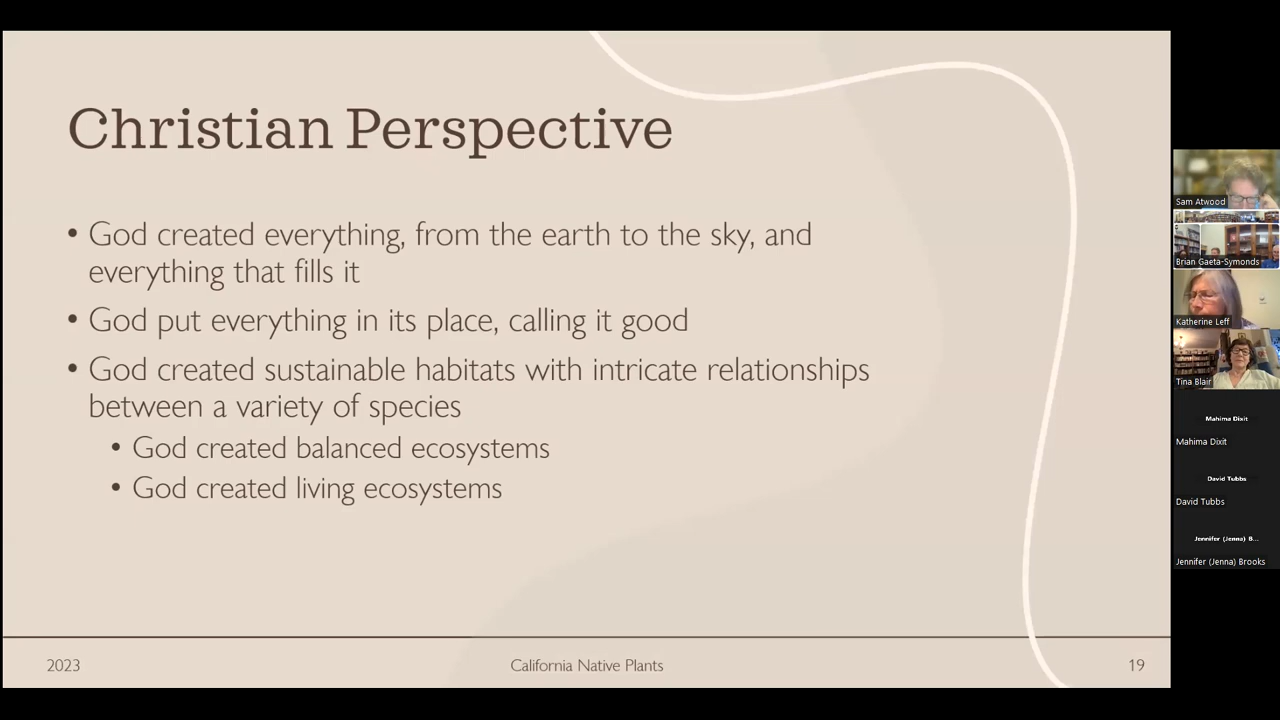 Christian Perspective
• God created everything, from the earth to the sky, and
everything that fills it
• God put everything in its place, calling it good
• God created sustainable habitats with intricate relationships
between a variety of species
• God created balanced ecosystems
• God created living ecosystems
2023
California Native Plants
19
Sam Atwood
Brian Gaeta-Symonds
Katherine Leff
Tina Blair
Mahima Dixit
Mahima Dixit
David Tubbs
David Tubbs
Jennifer (Jenna) B...
Jennifer (Jenna) Brooks